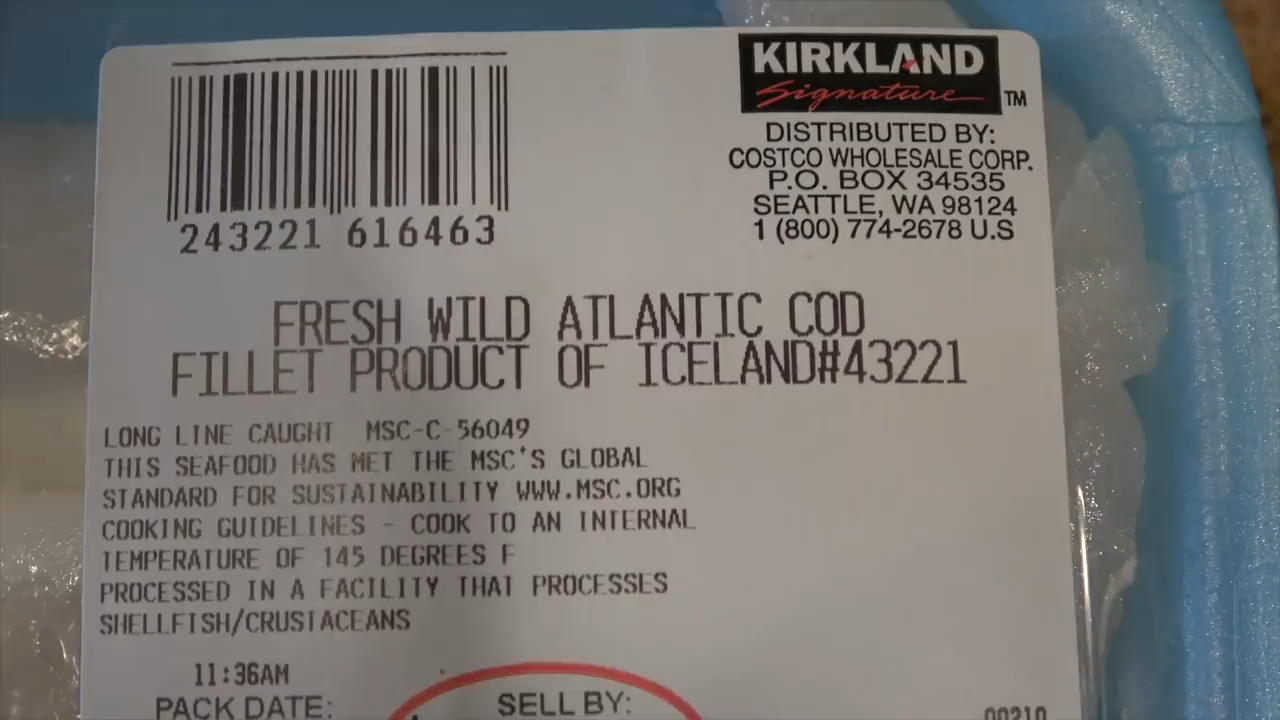 KIRKLAND
Signature™
DISTRIBUTED BY:
COSTCO WHOLESALE CORP.
P.O. BOX 34535
SEATTLE, WA 98124
1 (800) 774-2678 U.S
243221 616463
FRESH WILD ATLANTIC COD
FILLET PRODUCT OF ICELAND#43221
LONG LINE CAUGHT MSC-C-56049
THIS SEAFOOD HAS MET THE MSC'S GLOBAL
STANDARD FOR SUSTAINABILITY WWW.MSC.ORG
COOKING GUIDELINES - COOK TO AN INTERNAL
TEMPERATURE OF 145 DEGREES F
PROCESSED IN A FACILITY THAT PROCESSES
SHELLFISH/CRUSTACEANS
11:36AM
PACK DATE:
SELL BY:
00210